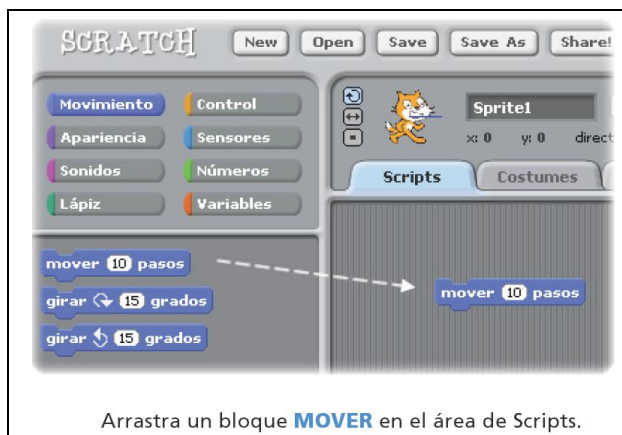 SCRATCH New Open Save Save As Share!
Movimiento Control
Apariencia Sensores
Sonidos Números
Lápiz Variables
Sprite1
x: 0 y: 0 direct
Scripts Costumes
mover 10 pasos
girar 15 grados
girar 15 grados
mover 10 pasos
Arrastra un bloque MOVER en el área de Scripts.